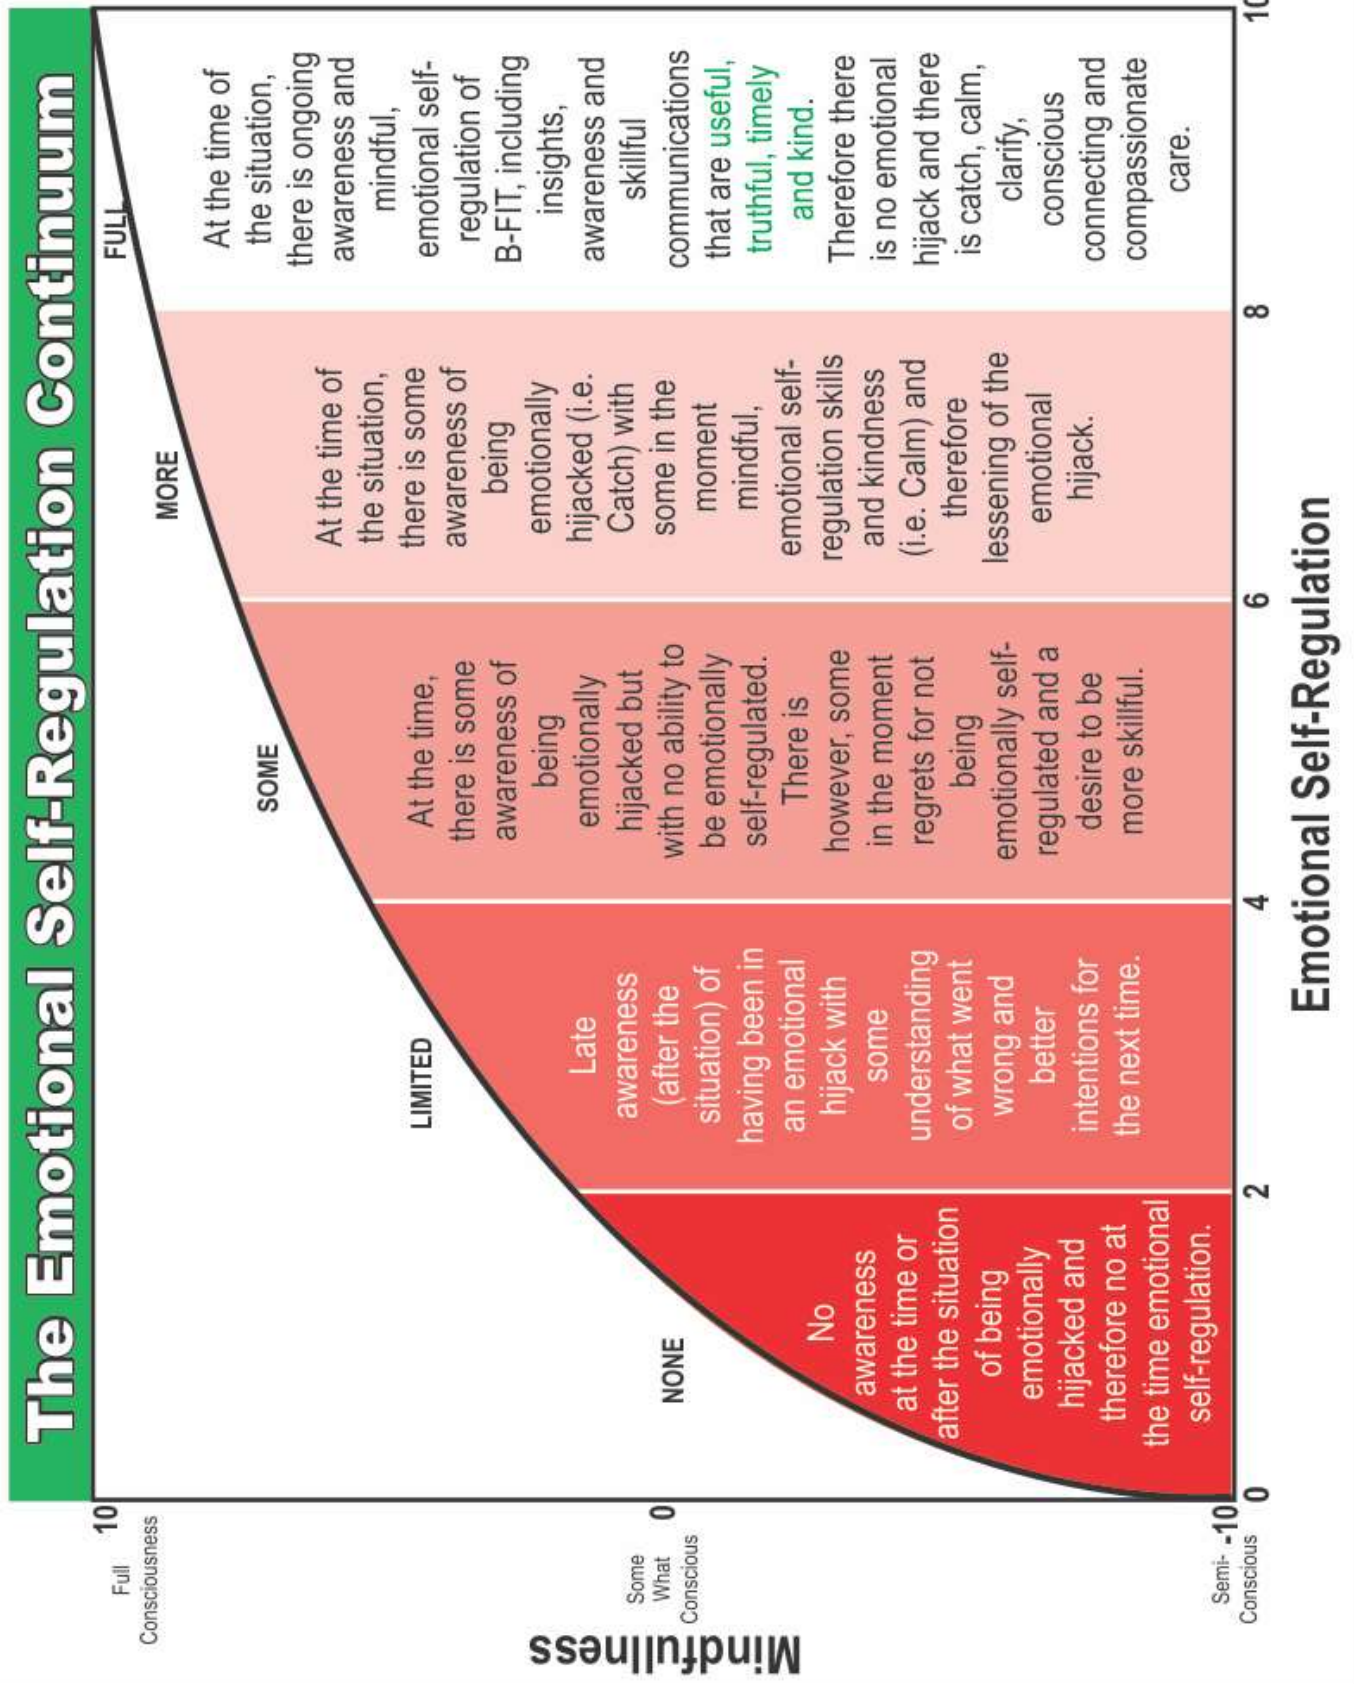 The Emotional Self-Regulation Continuum
10
Full
Consciousness
0
Some
What
Conscious
-10
Semi-
Conscious
Mindfullness
NONE
No
awareness
at the time or
after the situation
of being
emotionally
hijacked and
therefore no at
the time emotional
self-regulation.
LIMITED
Late
awareness
(after the
situation) of
having been in
an emotional
hijack with
some
understanding
of what went
wrong and
better
intentions for
the next time.
SOME
At the time,
there is some
awareness of
being
emotionally
hijacked but
with no ability to
be emotionally
self-regulated.
There is
however, some
in the moment
regrets for not
being
emotionally self-
regulated and a
desire to be
more skillful.
MORE
At the time of
the situation,
there is some
awareness of
being
emotionally
hijacked (i.e.
Catch) with
some in the
moment
mindful,
emotional self-
regulation skills
and kindness
(i.e. Calm) and
therefore
lessening of the
emotional
hijack.
FULL
At the time of
the situation,
there is ongoing
awareness and
mindful,
emotional self-
regulation of
B-FIT, including
insights,
awareness and
skillful
communications
that are useful,
truthful, timely
and kind.
Therefore there
is no emotional
hijack and there
is catch, calm,
clarify,
conscious
connecting and
compassionate
care.
0 2 4 6 8 10
Emotional Self-Regulation